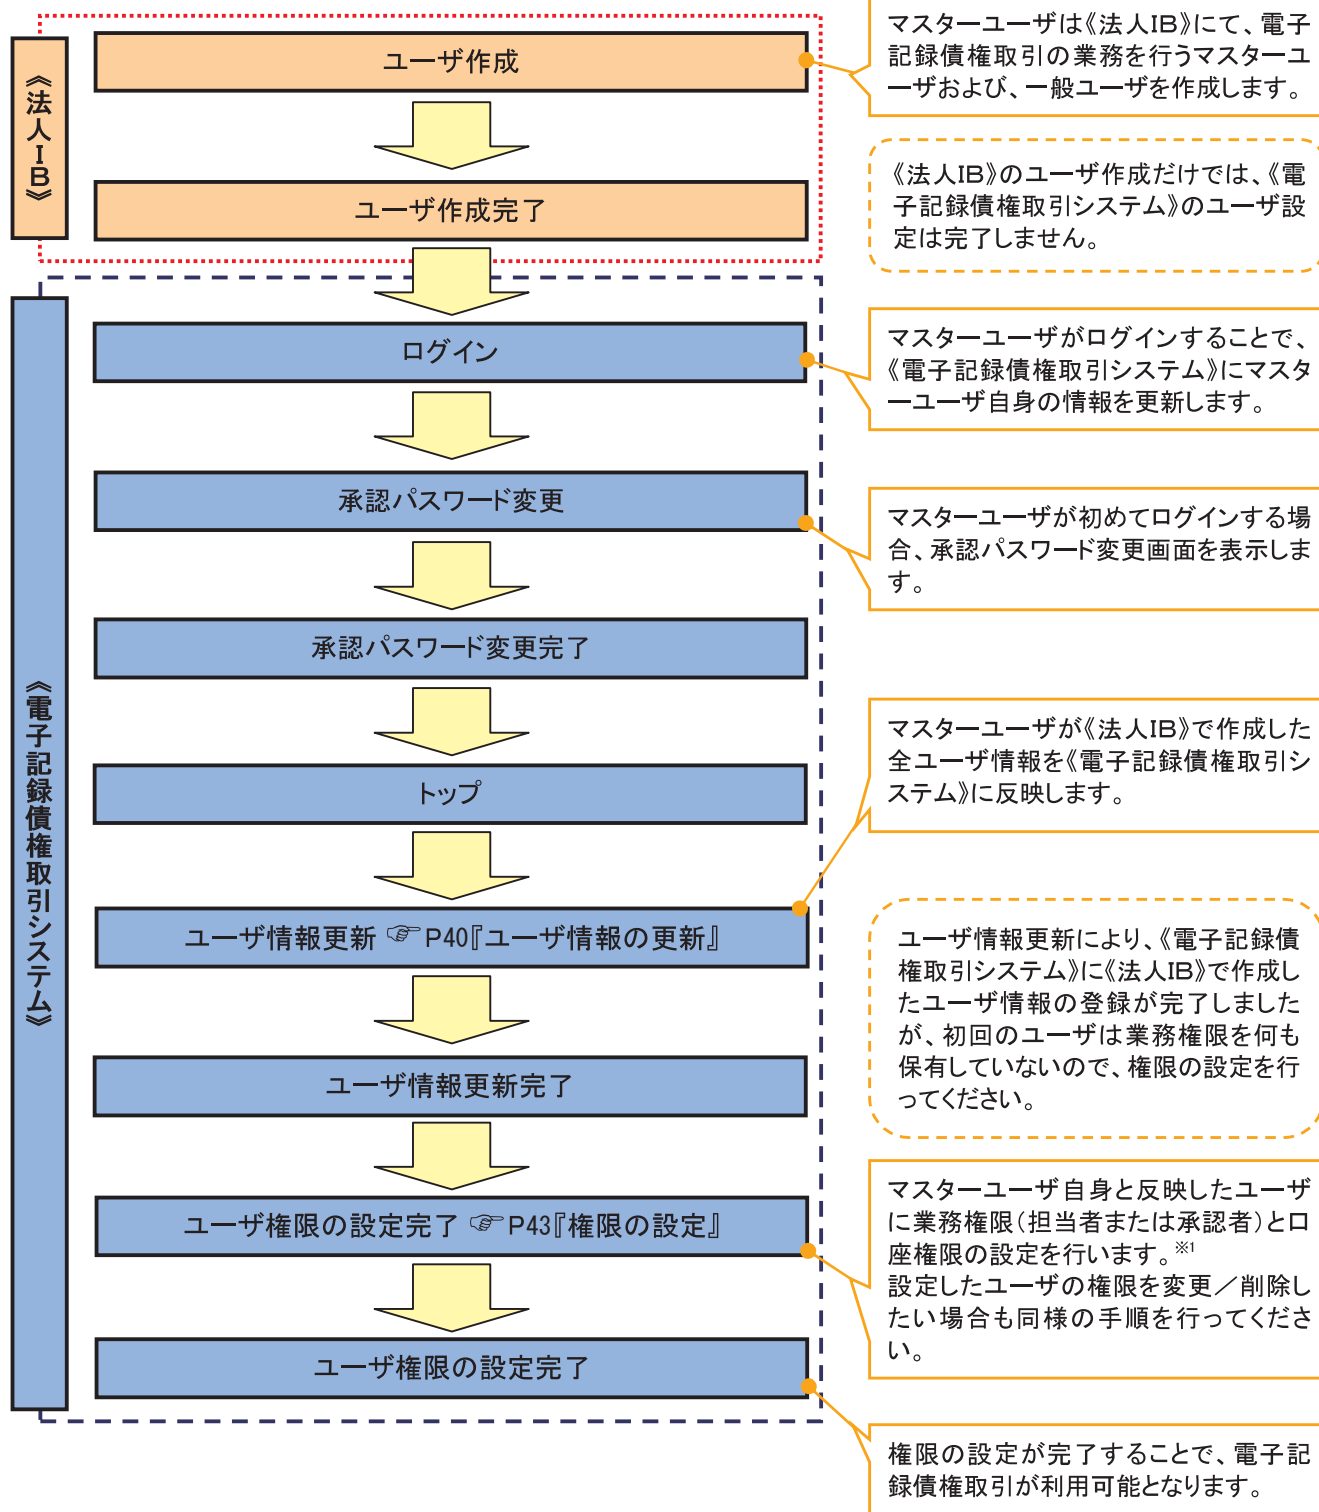 《法人IB》
ユーザ作成
マスターユーザは《法人IB》にて、電子
記録債権取引の業務を行うマスターユ
ーザおよび、一般ユーザを作成します。
ユーザ作成完了
《法人IB》のユーザ作成だけでは、《電
子記録債権取引システム》のユーザ設
定は完了しません。
《電子記録債権取引システム》
ログイン
マスターユーザがログインすることで、
《電子記録債権取引システム》にマスタ
ーユーザ自身の情報を更新します。
承認パスワード変更
マスターユーザが初めてログインする場
合、承認パスワード変更画面を表示しま
す。
承認パスワード変更完了
トップ
マスターユーザが《法人IB》で作成した
全ユーザ情報を《電子記録債権取引シ
ステム》に反映します。
ユーザ情報更新 ☞P40『ユーザ情報の更新』
ユーザ情報更新により、《電子記録債
権取引システム》に《法人IB》で作成し
たユーザ情報の登録が完了しました
が、初回のユーザは業務権限を何も
保有していないので、権限の設定を行
ってください。
ユーザ情報更新完了
ユーザ権限の設定完了 ☞P43『権限の設定』
マスターユーザ自身と反映したユーザ
に業務権限(担当者または承認者)と口
座権限の設定を行います。※1
設定したユーザの権限を変更/削除し
たい場合も同様の手順を行ってくださ
い。
ユーザ権限の設定完了
権限の設定が完了することで、電子記
録債権取引が利用可能となります。